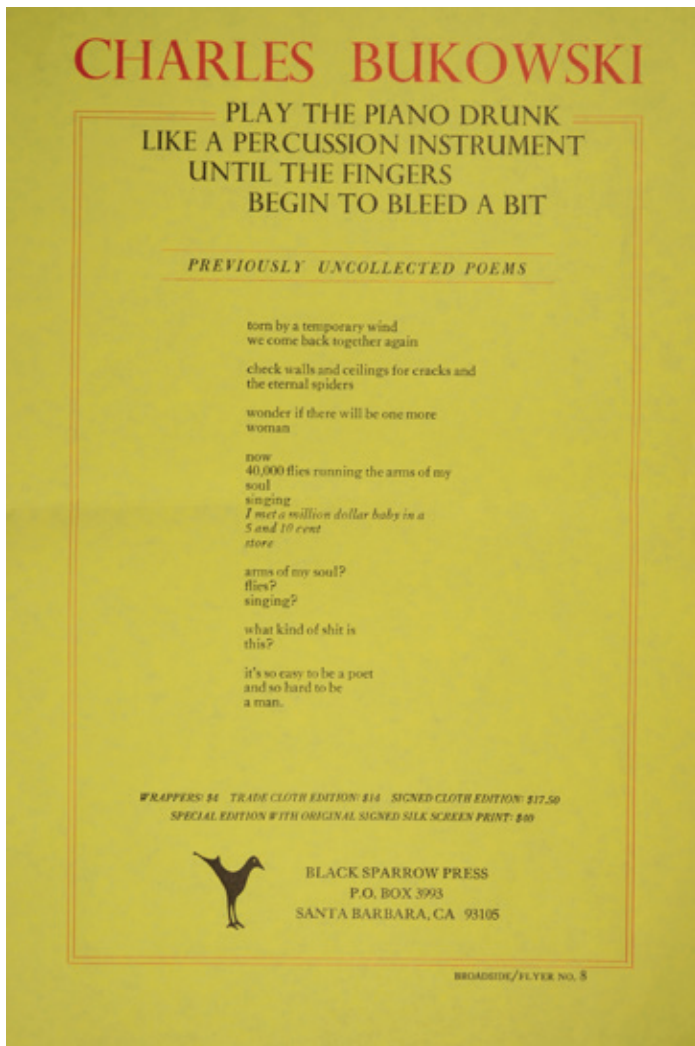 CHARLES BUKOWSKI
PLAY THE PIANO DRUNK
LIKE A PERCUSSION INSTRUMENT
UNTIL THE FINGERS
BEGIN TO BLEED A BIT
PREVIOUSLY UNCOLLECTED POEMS
torn by a temporary wind
we come back together again
check walls and ceilings for cracks and
the eternal spiders
wonder if there will be one more
woman
now
40,000 flies running the arms of my
soul
singing
I met a million dollar baby in a
5 and 10 cent
store
arms of my soul?
flies?
singing?
what kind of shit is
this?
it's so easy to be a poet
and so hard to be
a man.
WRAPPERS: $4 TRADE CLOTH EDITION: $14 SIGNED CLOTH EDITION: $17.50
SPECIAL EDITION WITH ORIGINAL SIGNED SILK SCREEN PRINT: $40
BLACK SPARROW PRESS
P.O. BOX 3993
SANTA BARBARA, CA 93105
BROADSIDE/FLYER NO. 8